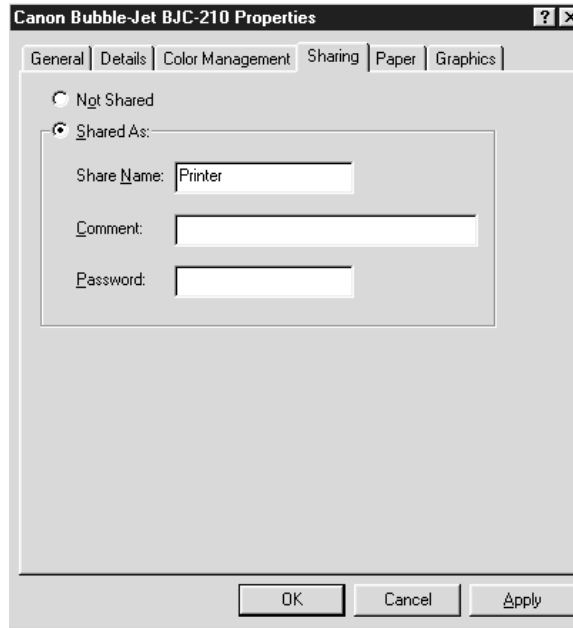 Canon Bubble-Jet BJC-210 Properties ? X
General Details Color Management Sharing Paper Graphics
Not Shared
Shared As:
Share Name: Printer
Comment:
Password:
OK Cancel Apply